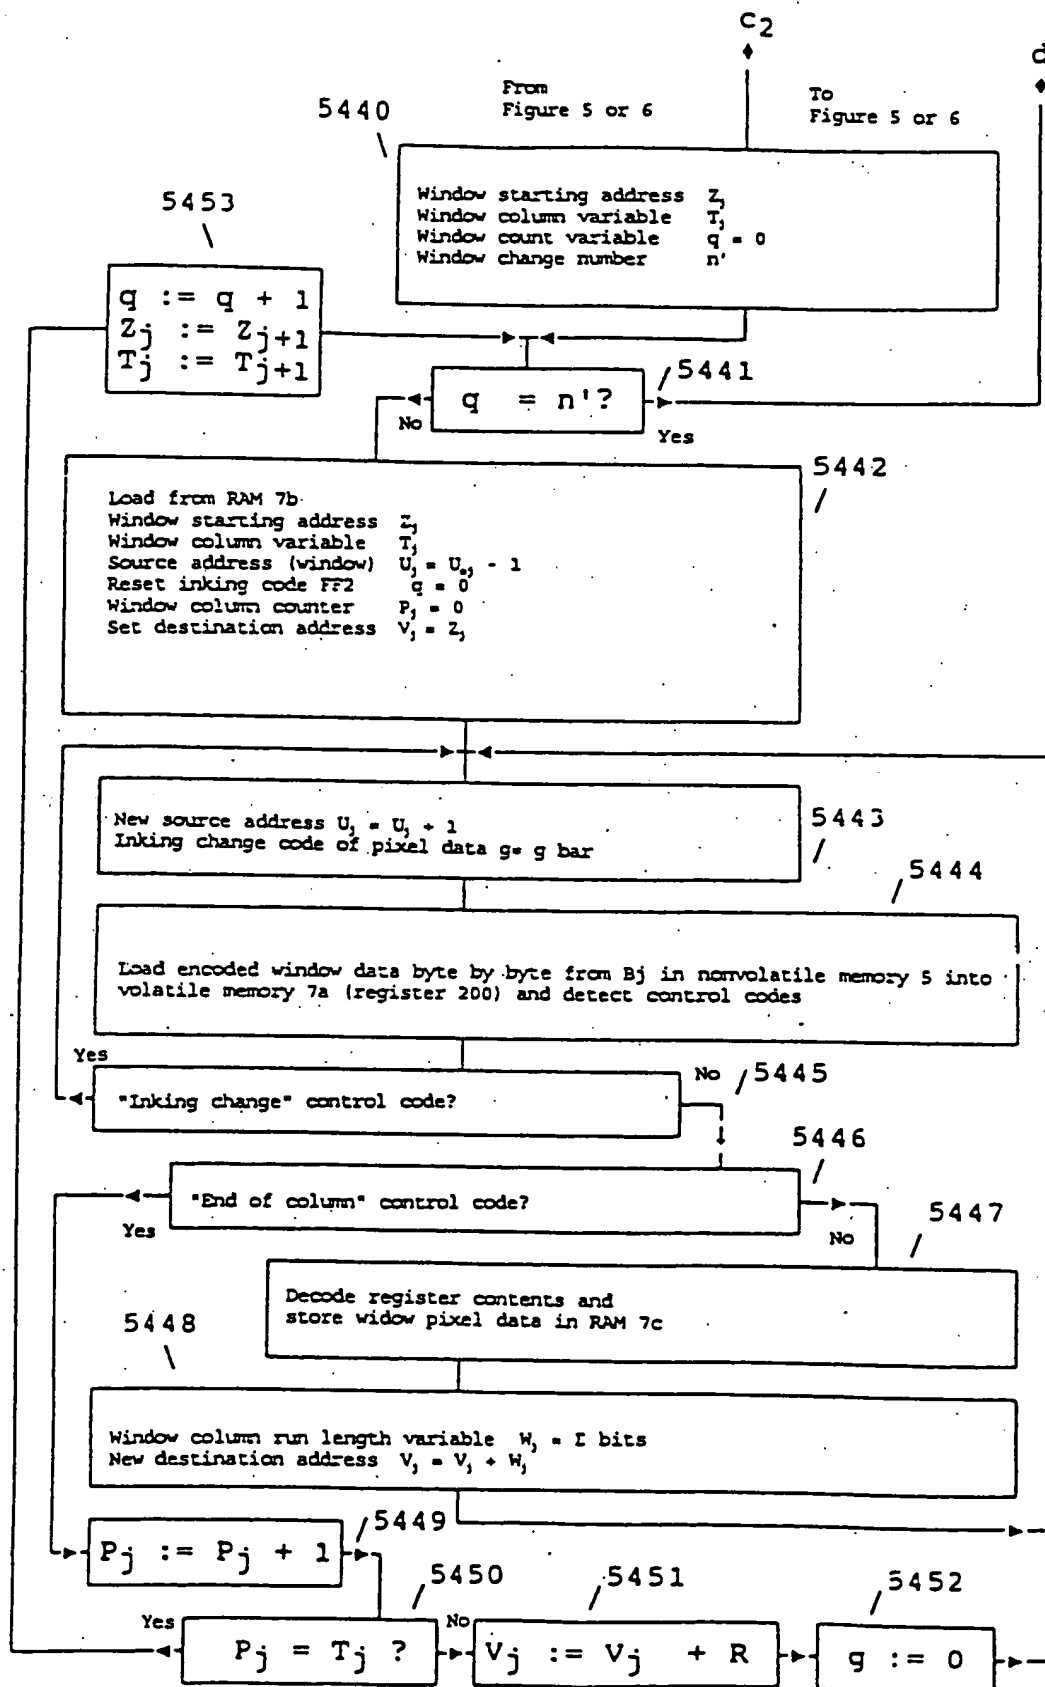 c2
d
From
Figure 5 or 6
To
Figure 5 or 6
5440
Window starting address Zj
Window column variable Tj
Window count variable q = 0
Window change number n'
5453
q := q + 1
Zj := Zj+1
Tj := Tj+1
q = n'?
5441
No
Yes
5442
Load from RAM 7b
Window starting address Zj
Window column variable Tj
Source address (window) Uj = Uoj - 1
Reset inking code FF2 g = 0
Window column counter Pj = 0
Set destination address Vj = Zj
New source address Uj = Uj + 1
Inking change code of pixel data g= g bar
5443
5444
Load encoded window data byte by byte from Bj in nonvolatile memory 5 into
volatile memory 7a (register 200) and detect control codes
Yes
"Inking change" control code?
No
5445
5446
"End of column" control code?
Yes
No
5447
Decode register contents and
store widow pixel data in RAM 7c
5448
Window column run length variable Wj = Σ bits
New destination address Vj = Vj + Wj
Pj := Pj + 1
5449
5450
5451
5452
Yes
Pj = Tj ?
No
Vj := Vj + R
g := 0